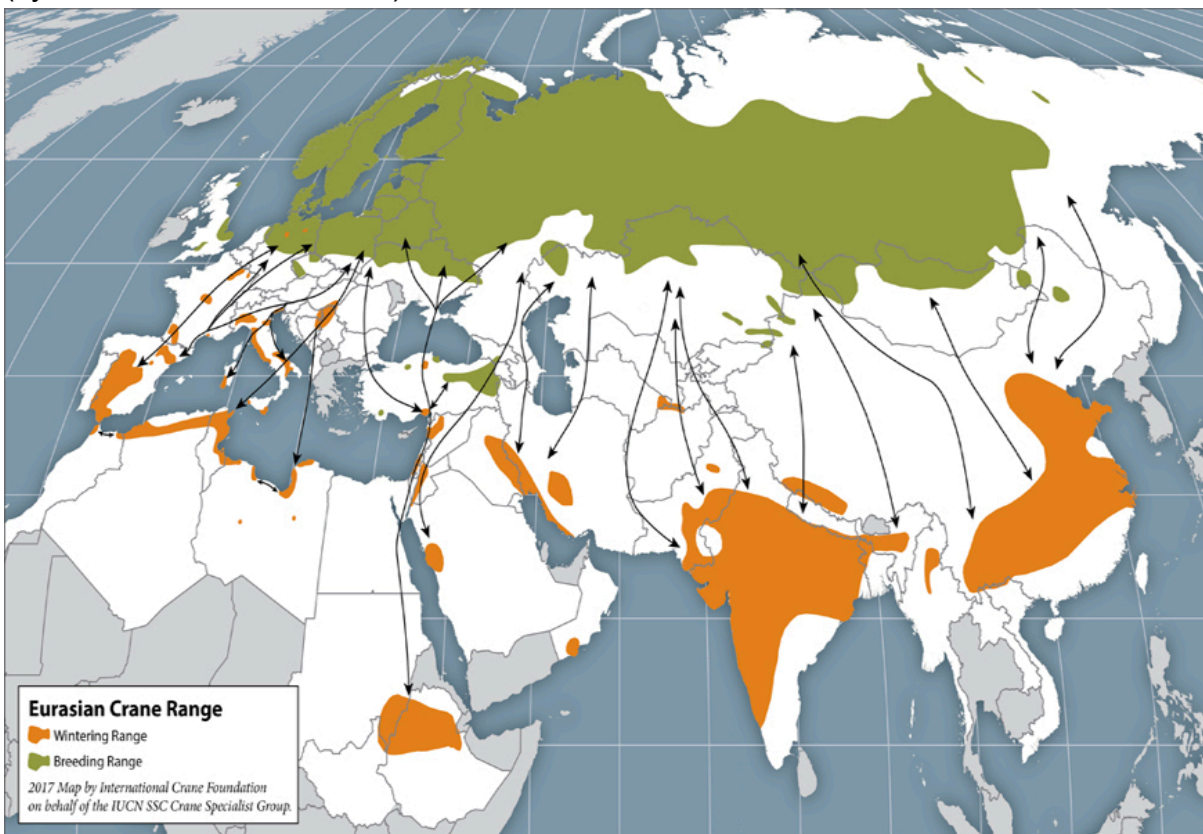 Eurasian Crane Range
Wintering Range
Breeding Range
2017 Map by International Crane Foundation
on behalf of the IUCN SSC Crane Specialist Group.